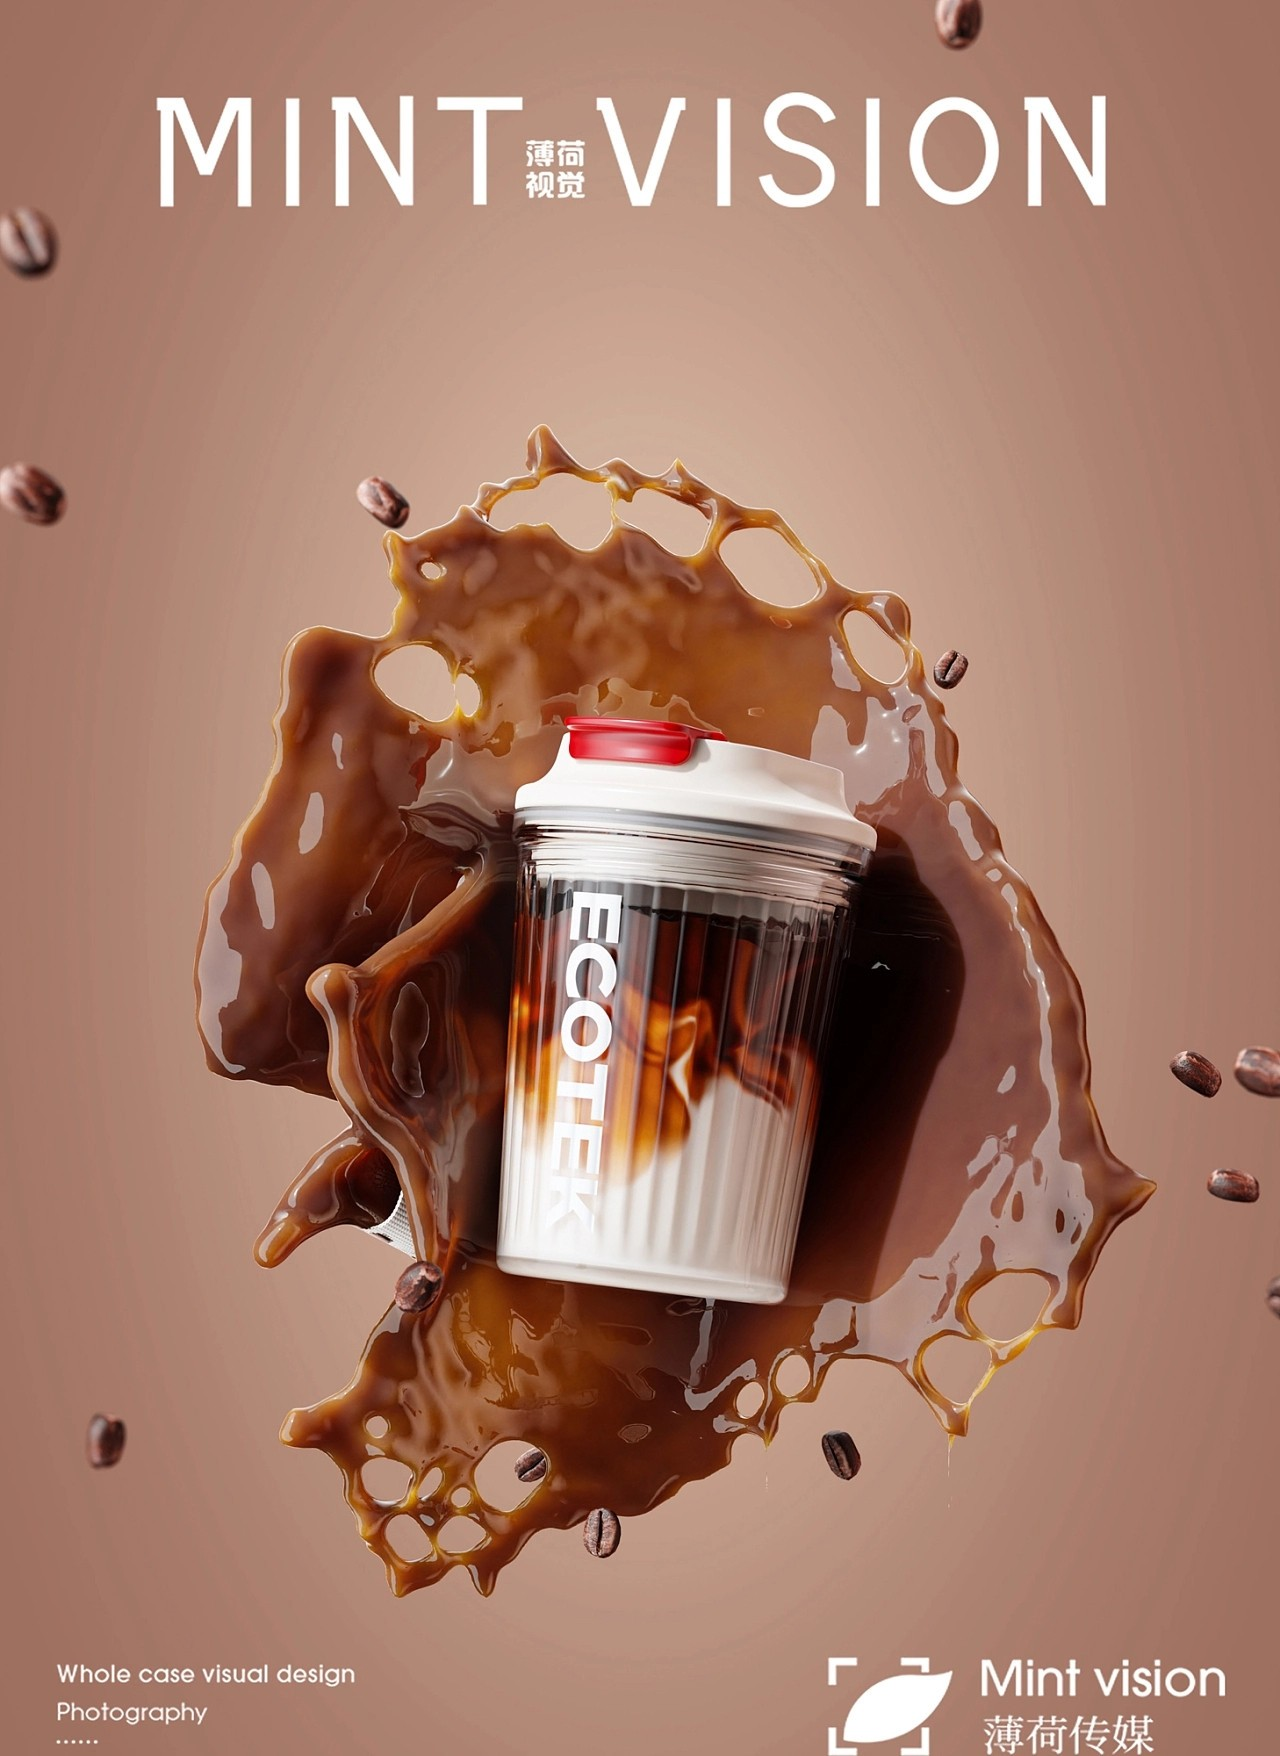 MINT 薄荷 VISION
视觉
ECOTEK
Whole case visual design
Photography
......
Mint vision
薄荷传媒